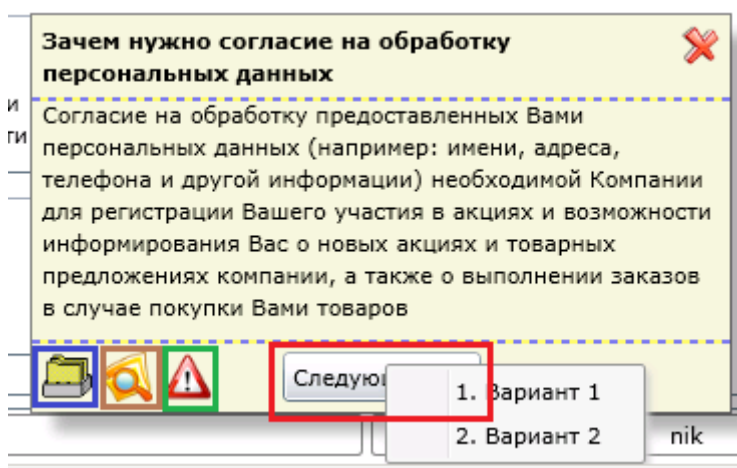 Зачем нужно согласие на обработку
персональных данных
и
ти
Согласие на обработку предоставленных Вами
персональных данных (например: имени, адреса,
телефона и другой информации) необходимой Компании
для регистрации Вашего участия в акциях и возможности
информирования Вас о новых акциях и товарных
предложениях компании, а также о выполнении заказов
в случае покупки Вами товаров
1. Вариант 1
2. Вариант 2
nik